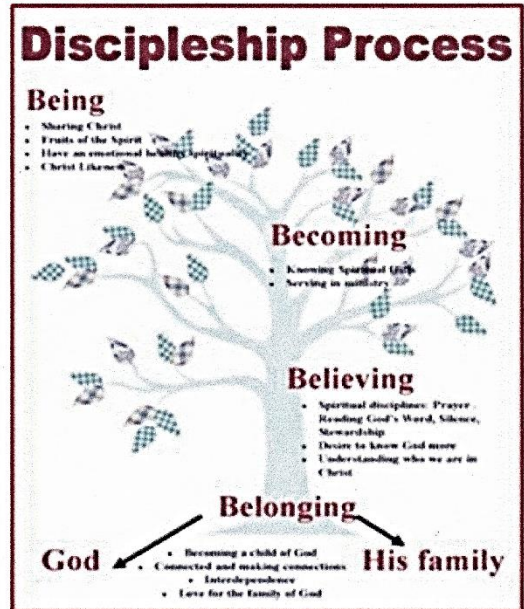 Discipleship Process
Being
• Sharing Christ
• Fruits of the Spirit
• Have an emotional healthy spirituality
• Christ Likeness
Becoming
• Knowing Spiritual
• Serving in ministry
Believing
• Spiritual disciplines: Prayer
Reading God's Word, Silence,
Stewardship
• Desire to know God more
• Understanding who we are in
Christ
Belonging
God
His family
• Becoming a child of God
• Connected and making connections
• Interdependence
• Love for the family of God